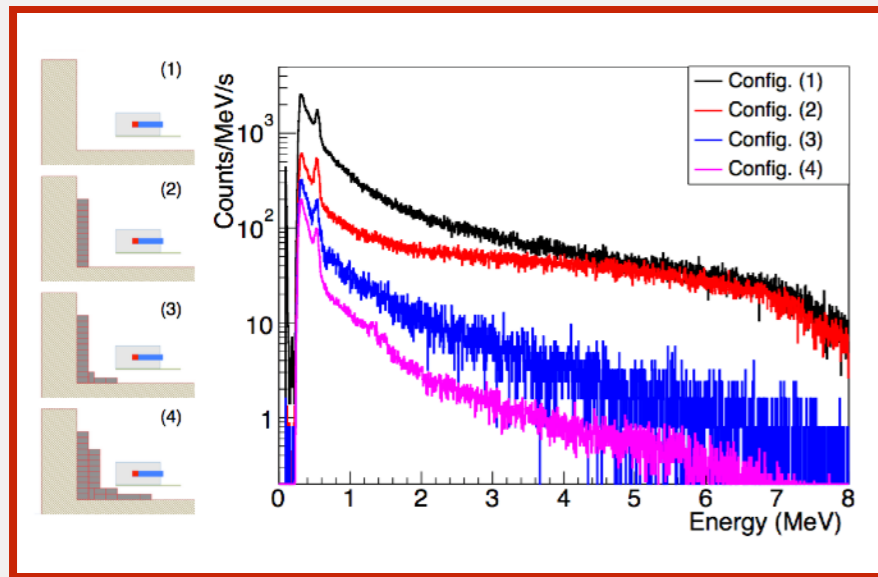 (1)
(2)
(3)
(4)
Counts/MeV/s
10³
10²
10
1
Config. (1)
Config. (2)
Config. (3)
Config. (4)
0 1 2 3 4 5 6 7 8
Energy (MeV)